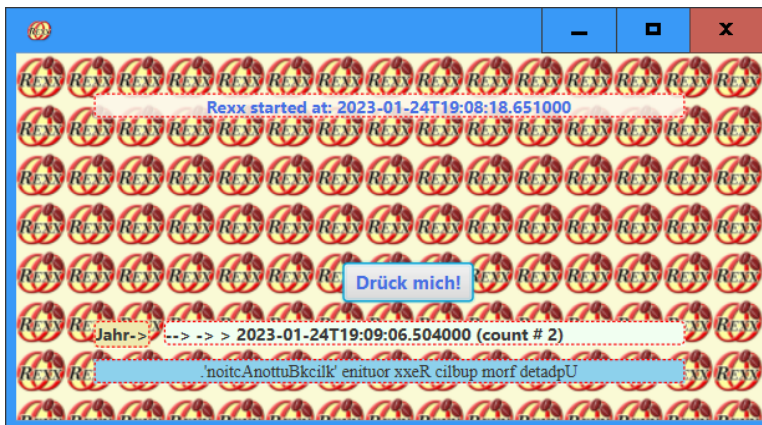 Rexx started at: 2023-01-24T19:08:18.651000
Drück mich!
Jahr-> --> -> > 2023-01-24T19:09:06.504000 (count # 2)
.'noitcAnottuBkcilk' enituor xxeR cilbup morf detadpU